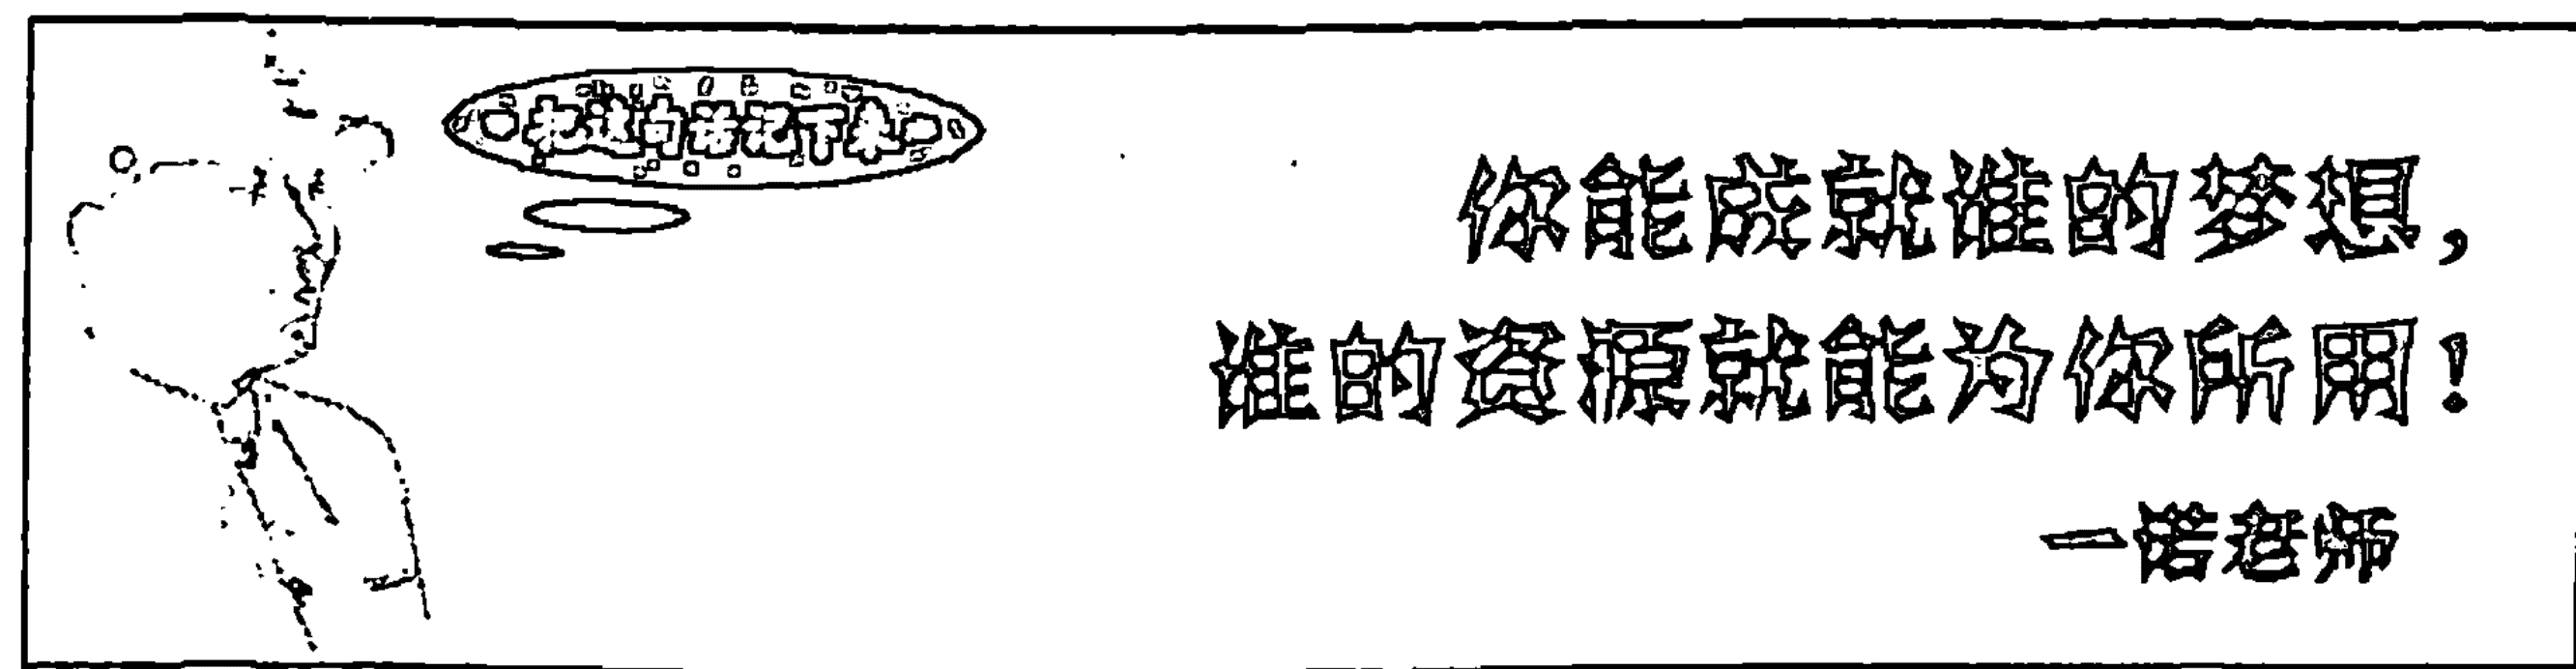 把这句话记下来
你能成就谁的梦想,
谁的资源就能为你所用!
一诺老师